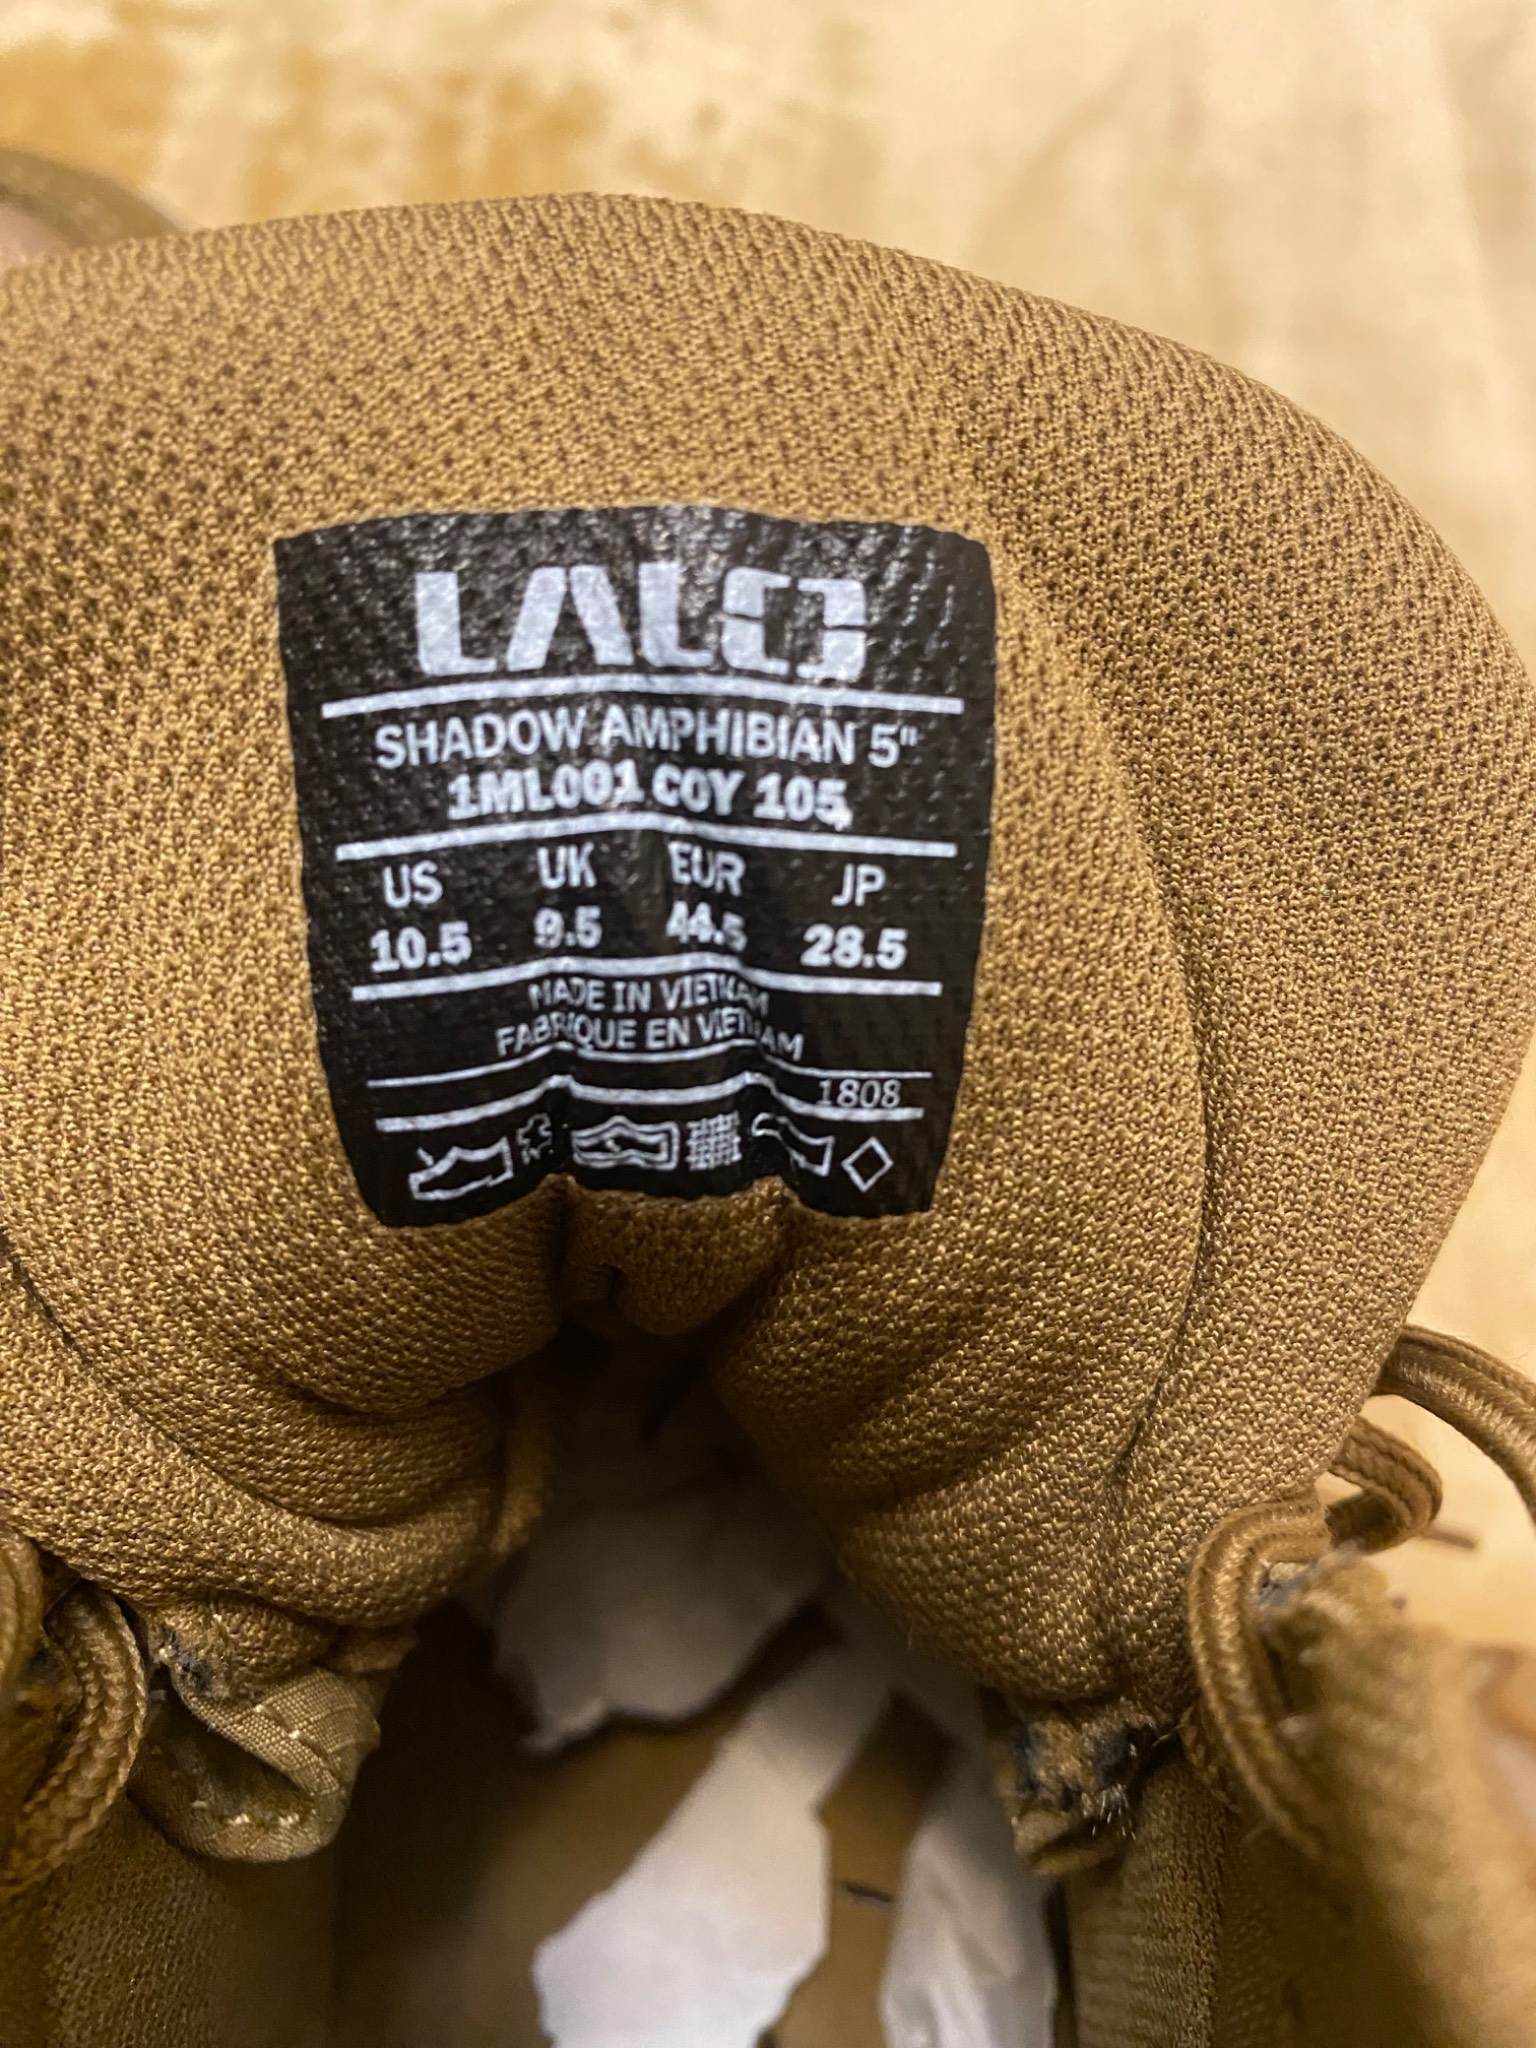 LALO
SHADOW AMPHIBIAN 5"
1ML001 COY 105
US UK EUR JP
10.5 9.5 44.5 28.5
MADE IN VIETNAM
FABRIQUE EN VIETNAM
1808